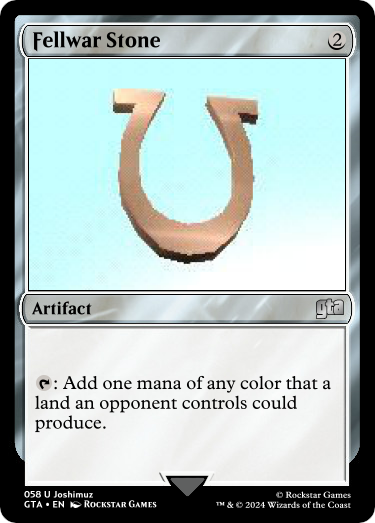 Fellwar Stone 2
Artifact gta
: Add one mana of any color that a
land an opponent controls could
produce.
058 U Joshimuz © Rockstar Games
GTA • EN Rockstar Games ™ & © 2024 Wizards of the Coast